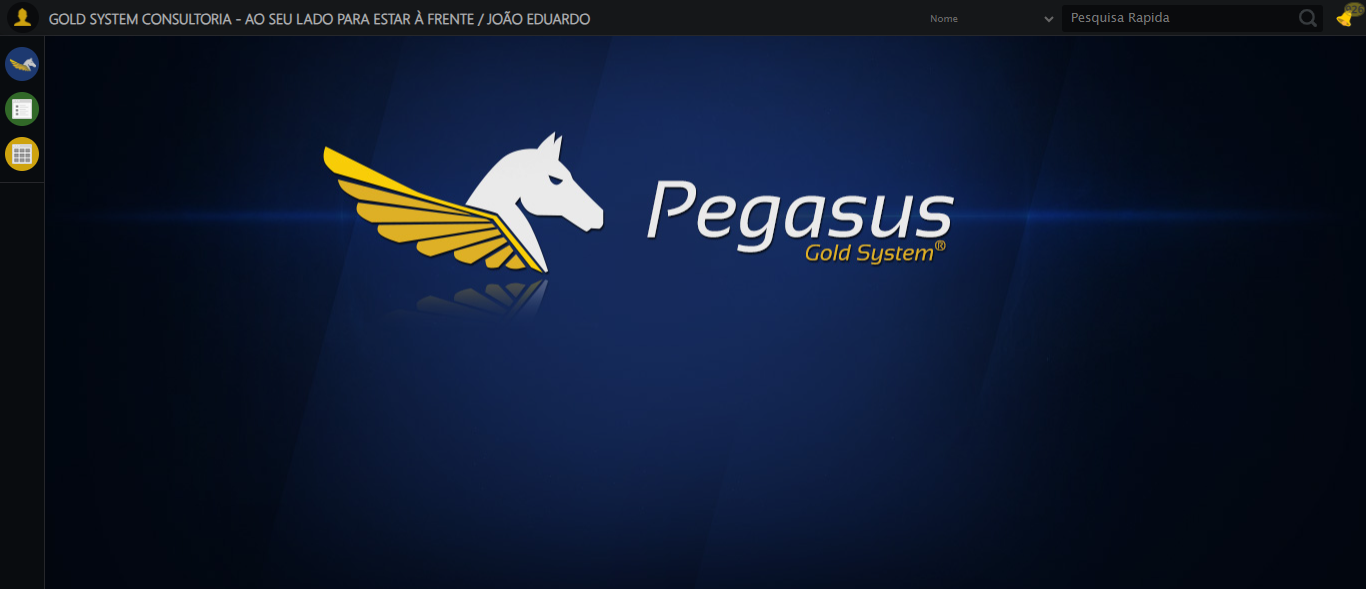 GOLD SYSTEM CONSULTORIA - AO SEU LADO PARA ESTAR À FRENTE / JOÃO EDUARDO
Nome
Pesquisa Rapida
Pegasus
Gold System®